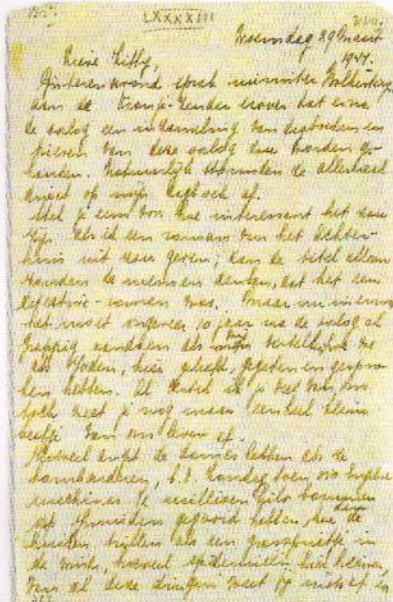 LXXXXIII
Woensdag 29 Maart
1944.
Lieve Kitty,
Gisterenavond sprak minister Bolkestein
aan de Oranje-zender erover dat er na
de oorlog een inzameling van dagboeken en
brieven van deze oorlog zou worden ge-
houden. Natuurlijk stormden ze allemaal
direct op mijn dagboek af.
Stel je eens voor hoe interessant het zou
zijn als ik een roman van het Achter-
huis uit zou geven; aan de titel alleen
zouden de mensen denken, dat het een
detective-roman was. Maar nu in ernst
het moet ongeveer 10 jaar na de oorlog al
grappig aandoen als wij vertellen hoe we
als Joden, hier geleefd, gegeten en gespro-
ken hebben. Al vertel ik je veel van ons
toch weet je nog maar een heel klein
beetje van ons leven af.
Hoeveel angst de dames hebben als ze
bombarderen, b.v. Zondag toen 350 Engelse
machines ½ millioen kilo bommen
op IJmuiden gegooid hebben, hoe dan de
huizen trillen als een grassprietje in
de wind, hoeveel epidemieën hier heersen,
van al deze dingen weet jij niets af